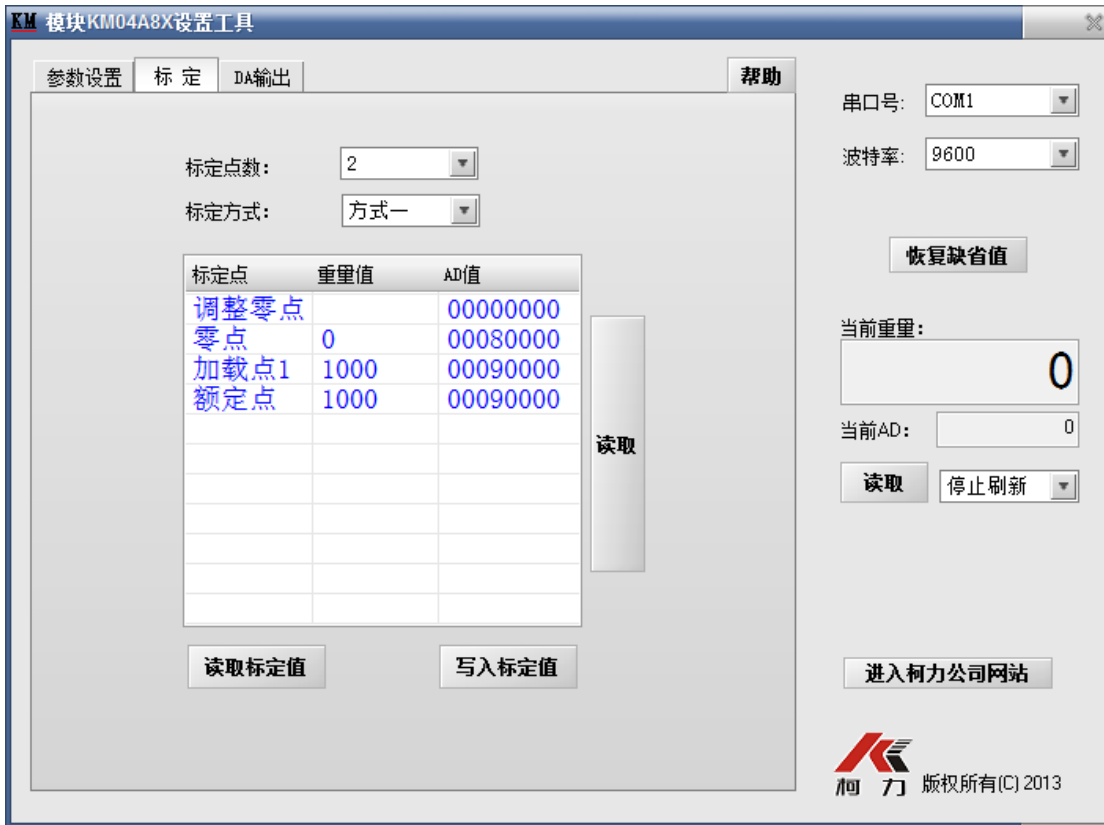 KM 模块KM04A8X设置工具
参数设置 标 定 DA输出 帮助
标定点数: 2
标定方式: 方式一
标定点 重量值 AD值
调整零点 00000000
零点 0 00080000
加载点1 1000 00090000
额定点 1000 00090000
读取
读取标定值 写入标定值
串口号: COM1
波特率: 9600
恢复缺省值
当前重量:
0
当前AD: 0
读取 停止刷新
进入柯力公司网站
柯 力 版权所有(C) 2013